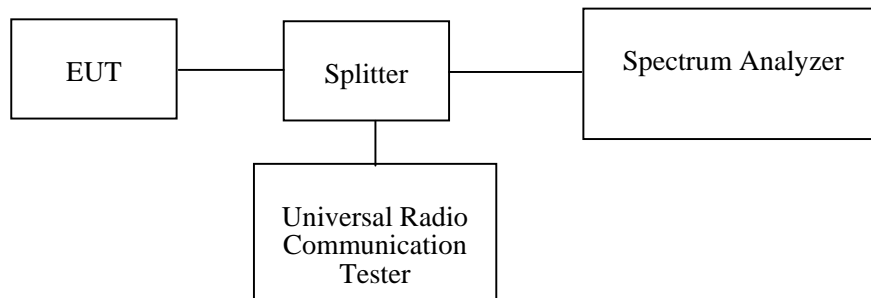 EUT
Splitter
Spectrum Analyzer
Universal Radio
Communication
Tester